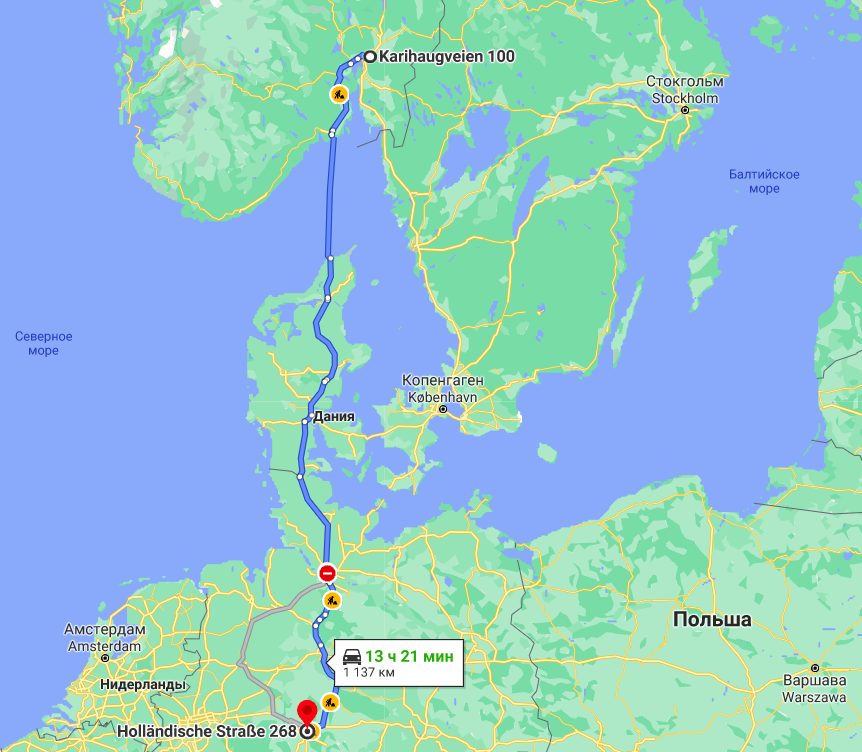 Karihaugveien 100
Стокгольм
Stockholm
Балтийское
море
Северное
море
Копенгаген
København
Дания
Амстердам
Amsterdam
Польша
13 ч 21 мин
1 137 км
Варшава
Warszawa
Нидерланды
Holländische Straße 268